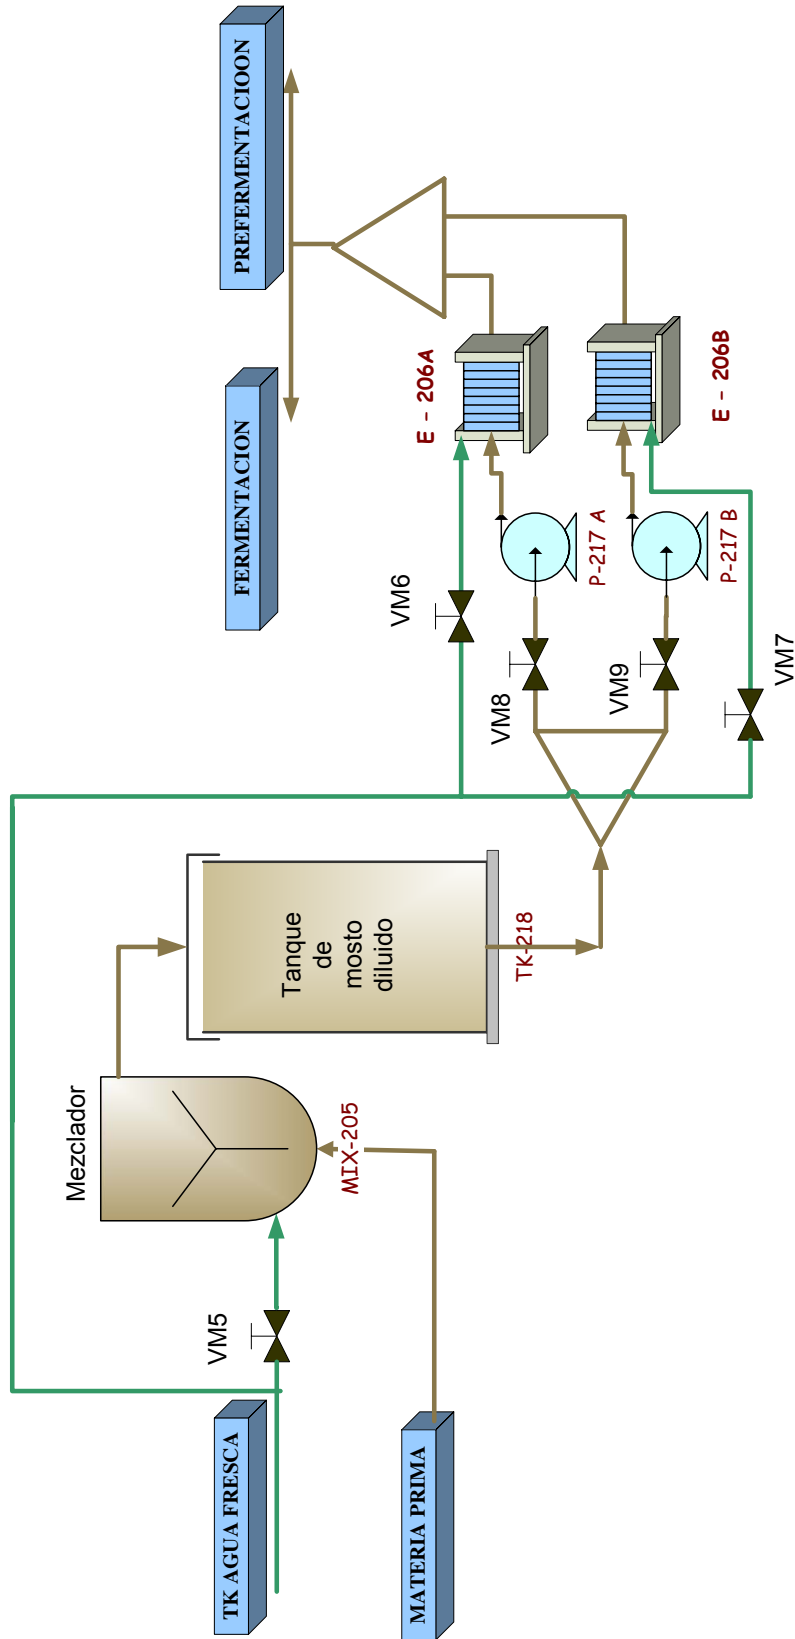 TK AGUA FRESCA
MATERIA PRIMA
VM5
Mezclador
MIX-205
Tanque
de
mosto
diluido
TK-218
VM8
VM9
VM6
VM7
P-217 A
P-217 B
E - 206A
E - 206B
FERMENTACION
PREFERMENTACIOON